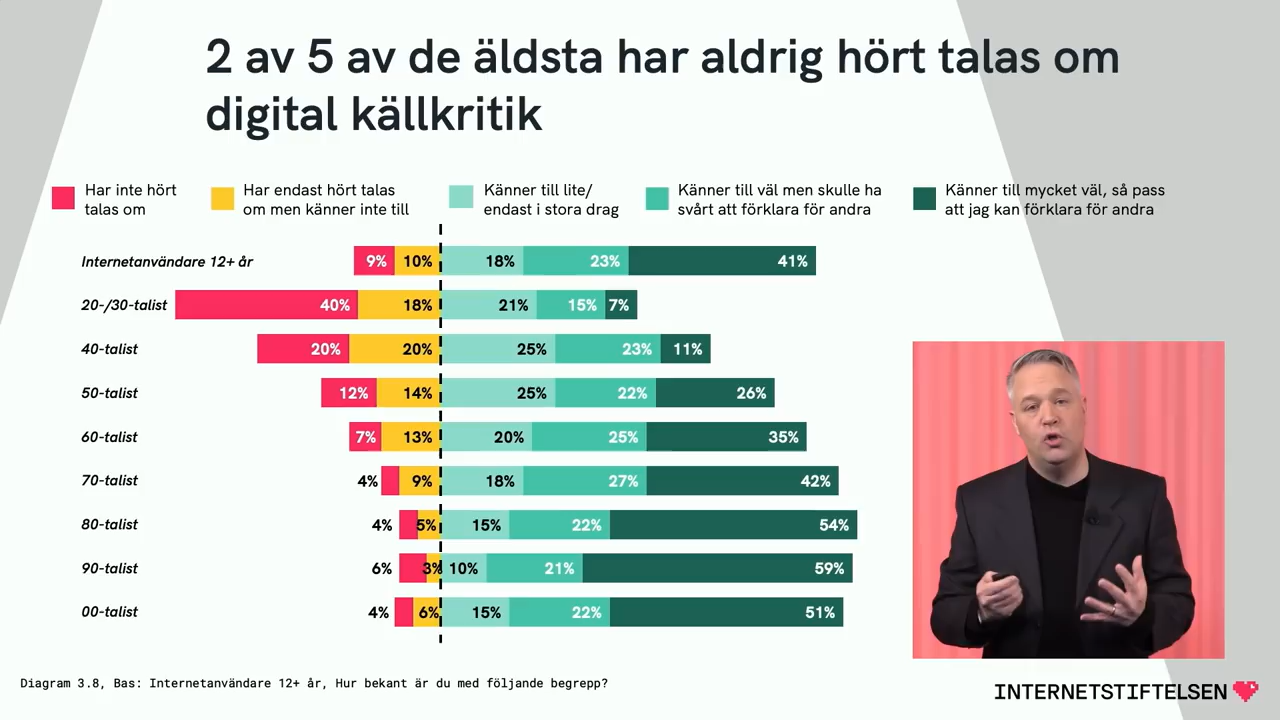 2 av 5 av de äldsta har aldrig hört talas om
digital källkritik
Har inte hört
talas om
Har endast hört talas
om men känner inte till
Känner till lite/
endast i stora drag
Känner till väl men skulle ha
svårt att förklara för andra
Känner till mycket väl, så pass
att jag kan förklara för andra
Internetanvändare 12+ år 9% 10% 18% 23% 41%
20-/30-talist 40% 18% 21% 15% 7%
40-talist 20% 20% 25% 23% 11%
50-talist 12% 14% 25% 22% 26%
60-talist 7% 13% 20% 25% 35%
70-talist 4% 9% 18% 27% 42%
80-talist 4% 5% 15% 22% 54%
90-talist 6% 3% 10% 21% 59%
00-talist 4% 6% 15% 22% 51%
Diagram 3.8, Bas: Internetanvändare 12+ år, Hur bekant är du med följande begrepp?
INTERNETSTIFTELSEN